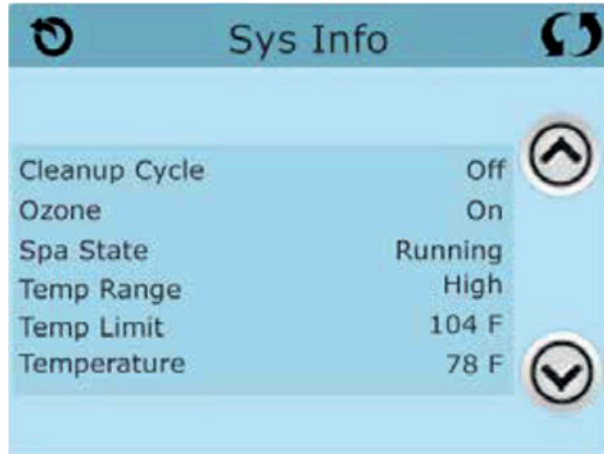 Sys Info
Cleanup Cycle Off
Ozone On
Spa State Running
Temp Range High
Temp Limit 104 F
Temperature 78 F